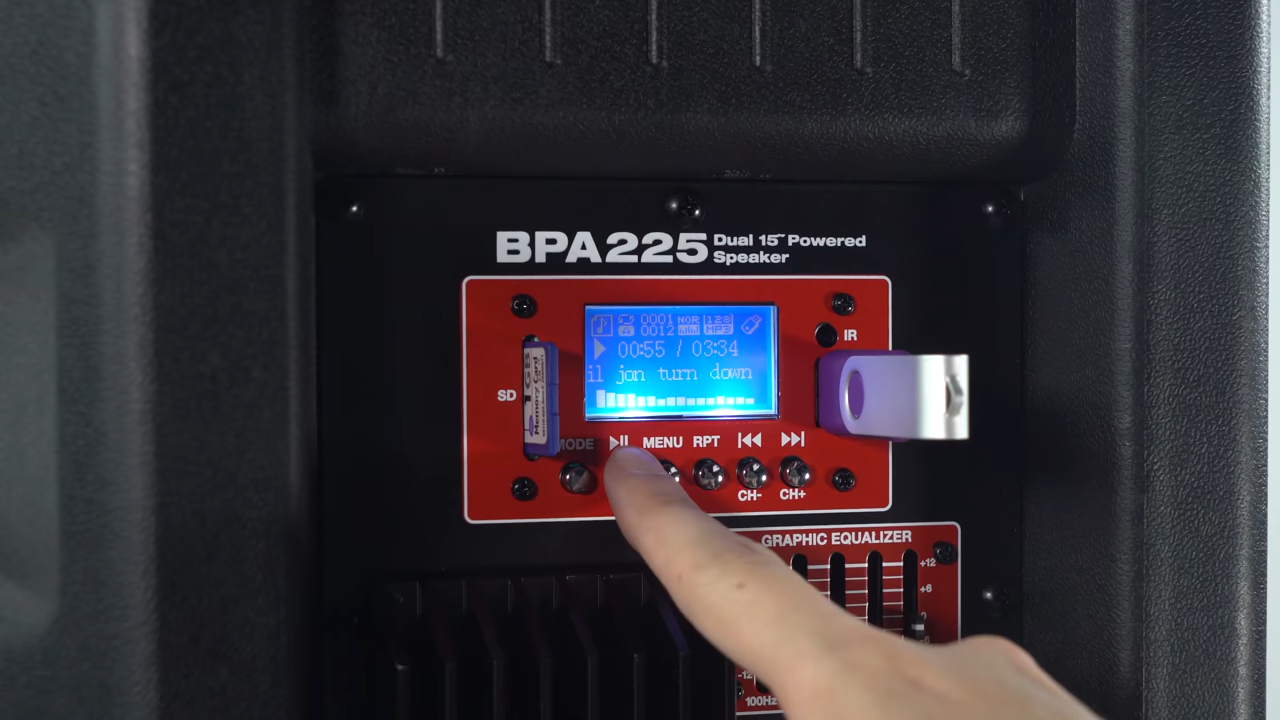 BPA225 Dual 15" Powered
Speaker
0001 NOR 128
A 0012 MP3
00:55 / 03:34
il jon turn down
IR
SD
1GB
Memory Card
MODE MENU RPT
CH- CH+
GRAPHIC EQUALIZER
+12
+6
-12
100Hz